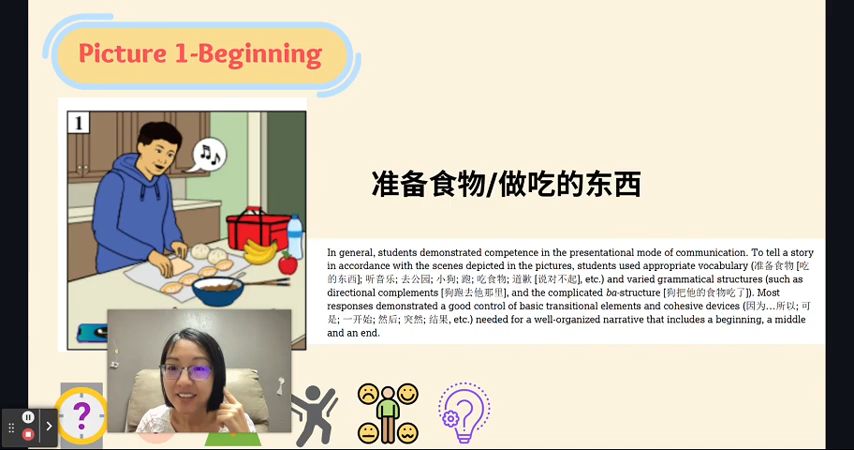 Picture 1-Beginning
1
准备食物/做吃的东西
In general, students demonstrated competence in the presentational mode of communication. To tell a story
in accordance with the scenes depicted in the pictures, students used appropriate vocabulary (准备食物 [吃
的东西]; 听音乐; 去公园; 小狗; 跑; 吃食物; 道歉 [说对不起], etc.) and varied grammatical structures (such as
directional complements [狗跑去他那里], and the complicated ba-structure [狗把他的食物吃了]). Most
responses demonstrated a good control of basic transitional elements and cohesive devices (因为…所以; 可
是; 一开始; 然后; 突然; 结果, etc.) needed for a well-organized narrative that includes a beginning, a middle
and an end.
?
?